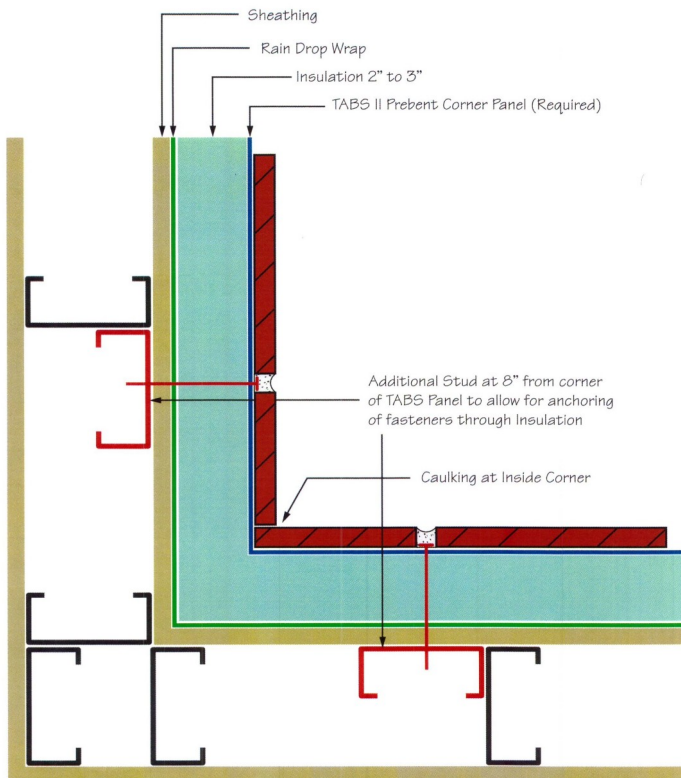 Sheathing
Rain Drop Wrap
Insulation 2” to 3”
TABS II Prebent Corner Panel (Required)
Additional Stud at 8” from corner
of TABS Panel to allow for anchoring
of fasteners through Insulation
Caulking at Inside Corner